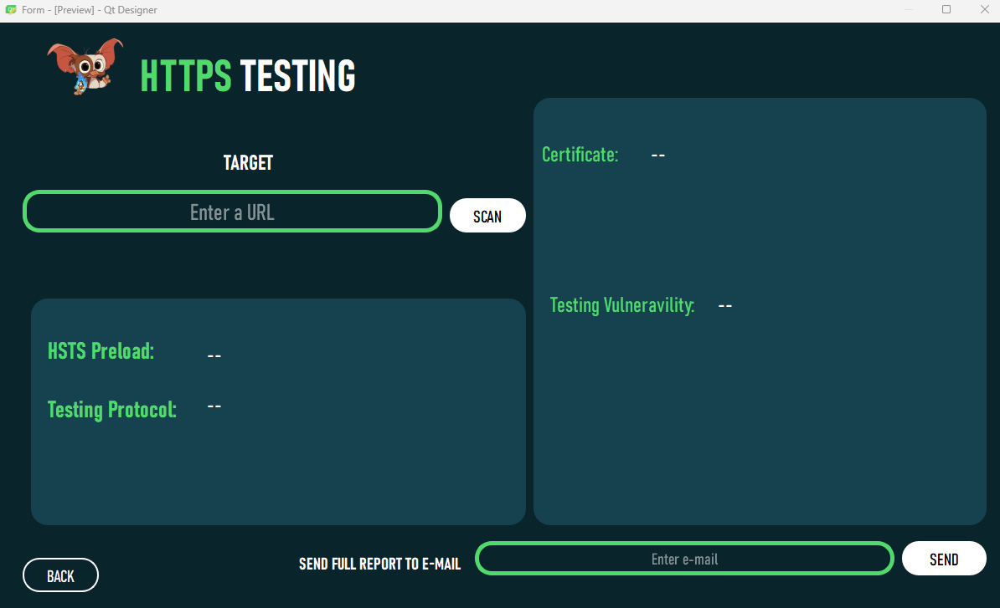 Form - [Preview] - Qt Designer
HTTPS TESTING
TARGET
Enter a URL
SCAN
HSTS Preload: --
Testing Protocol: --
Certificate: --
Testing Vulneravility: --
BACK
SEND FULL REPORT TO E-MAIL
Enter e-mail
SEND